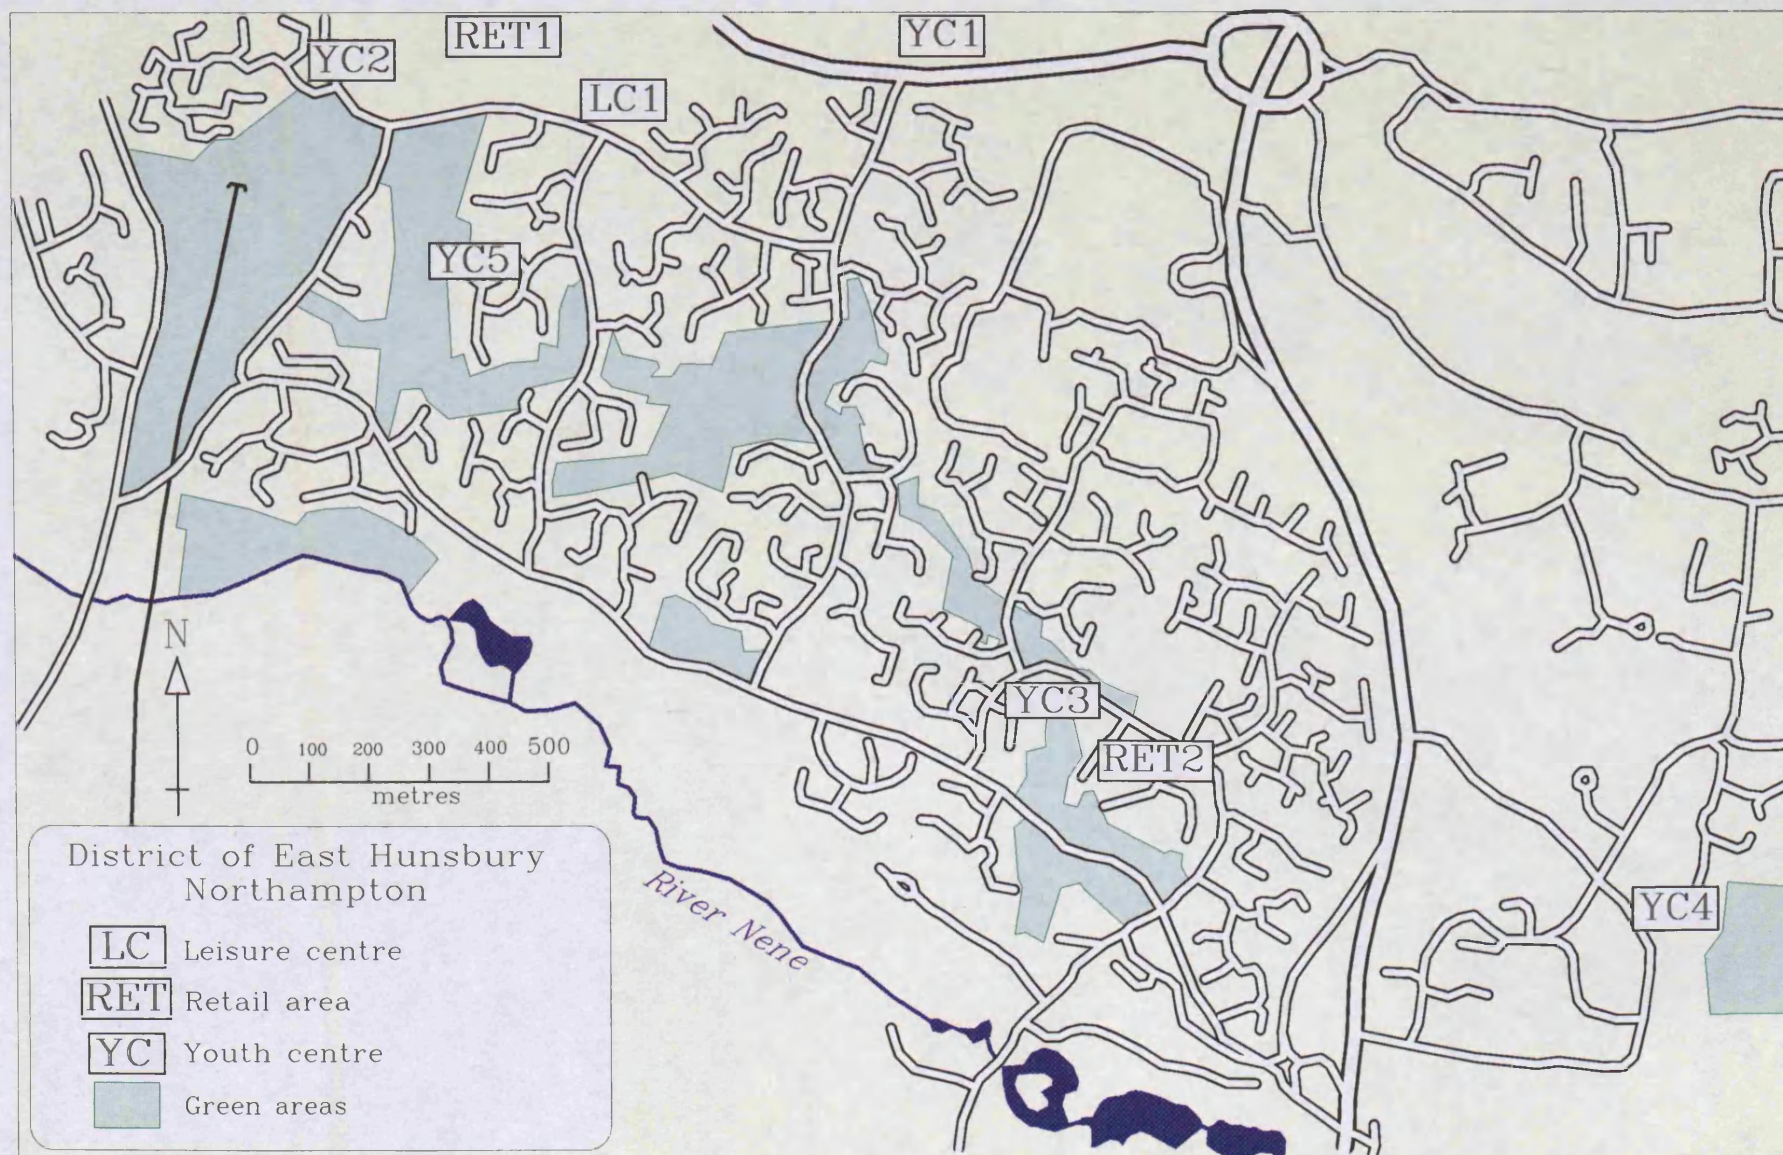 RET1
YC1
YC2
LC1
YC5
N
0 100 200 300 400 500
metres
YC3
RET2
YC4
River Nene
District of East Hunsbury
Northampton
LC Leisure centre
RET Retail area
YC Youth centre
Green areas